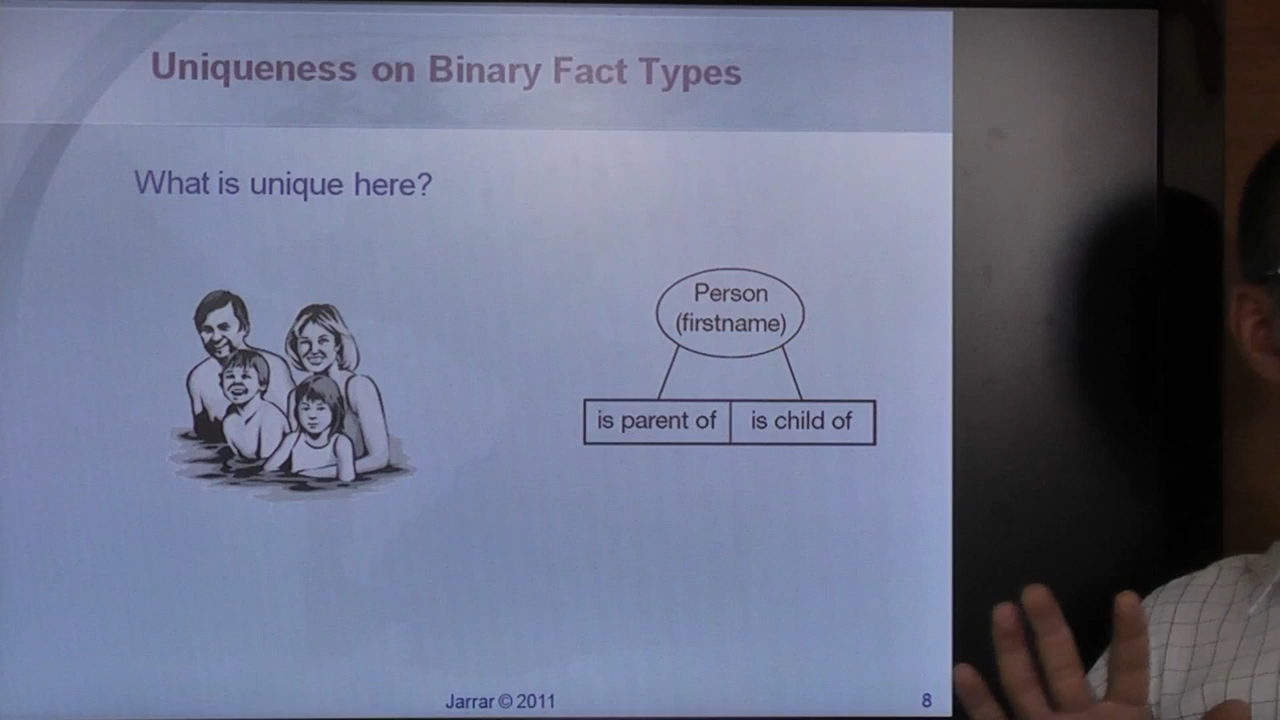 Uniqueness on Binary Fact Types
What is unique here?
Person
(firstname)
is parent of
is child of
Jarrar © 2011
8